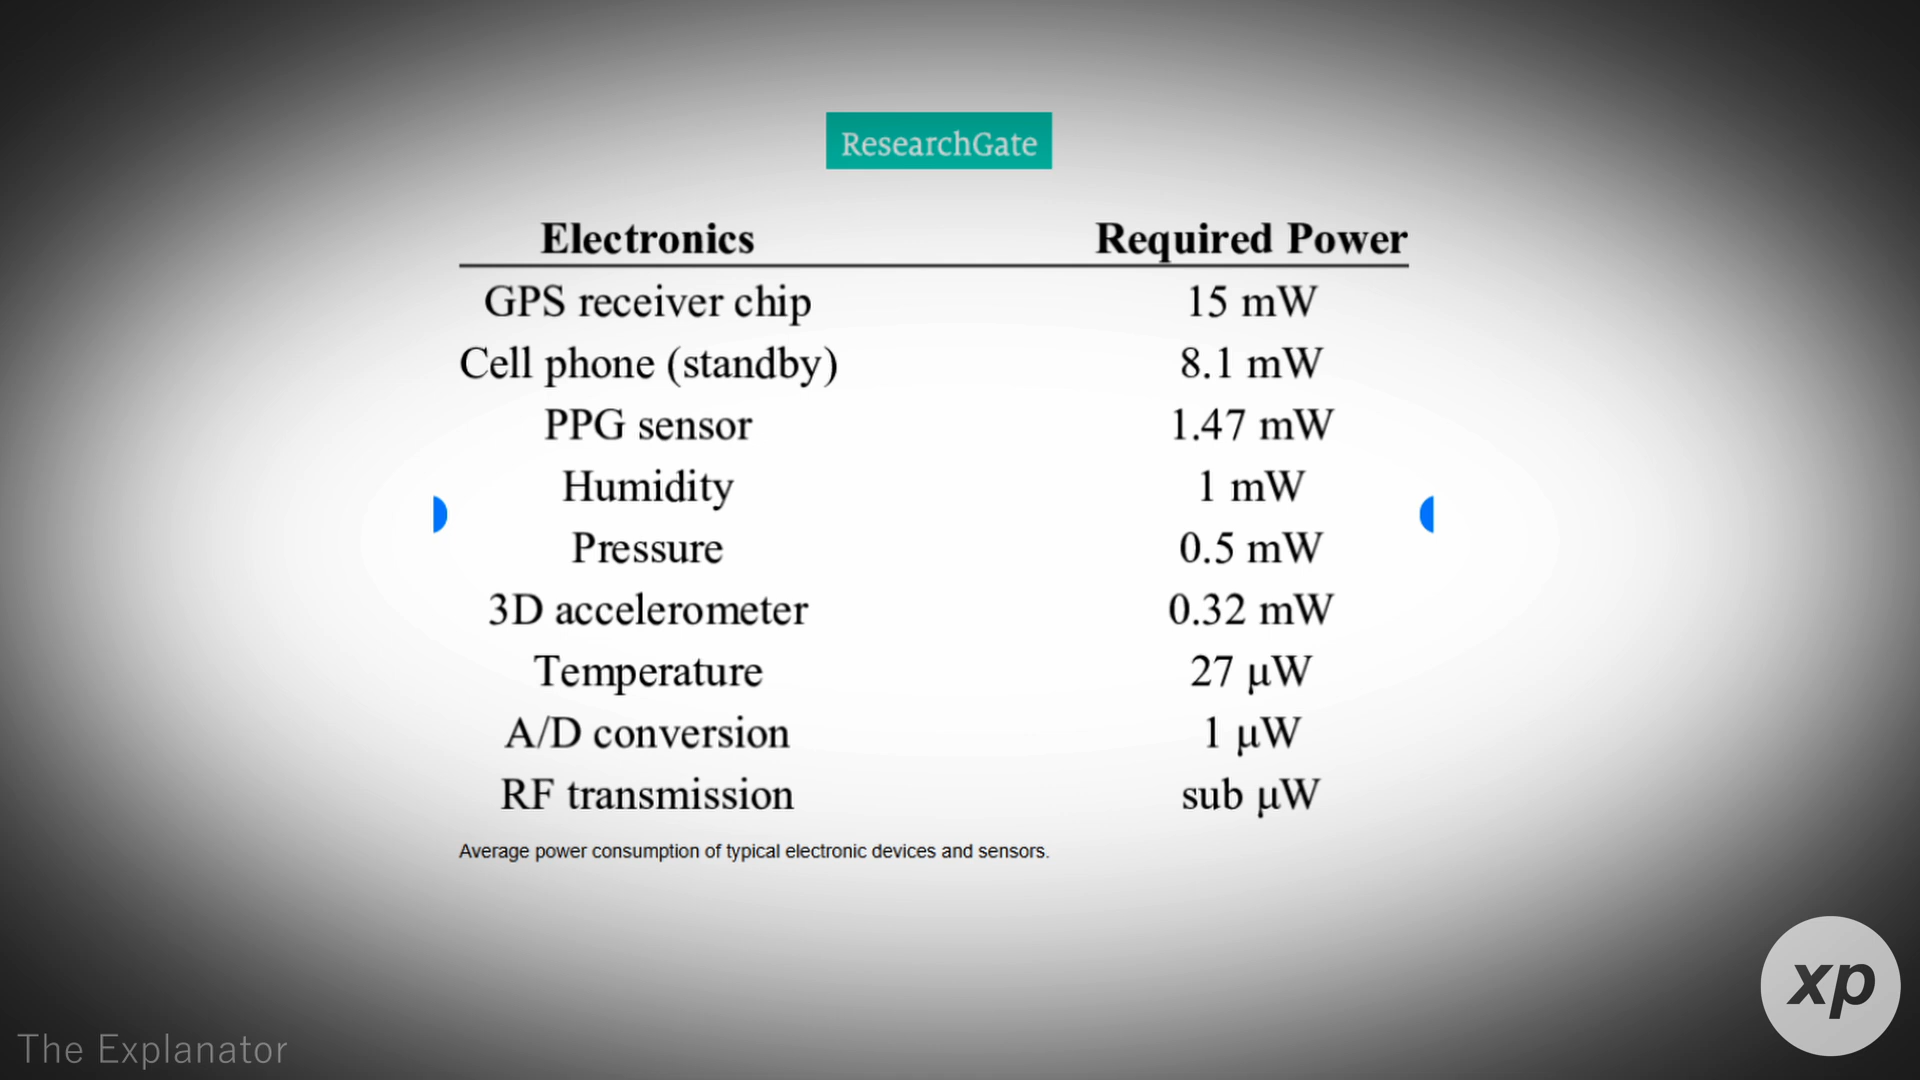 ResearchGate
Electronics Required Power
GPS receiver chip 15 mW
Cell phone (standby) 8.1 mW
PPG sensor 1.47 mW
Humidity 1 mW
Pressure 0.5 mW
3D accelerometer 0.32 mW
Temperature 27 µW
A/D conversion 1 µW
RF transmission sub µW
Average power consumption of typical electronic devices and sensors.
xp
The Explanator